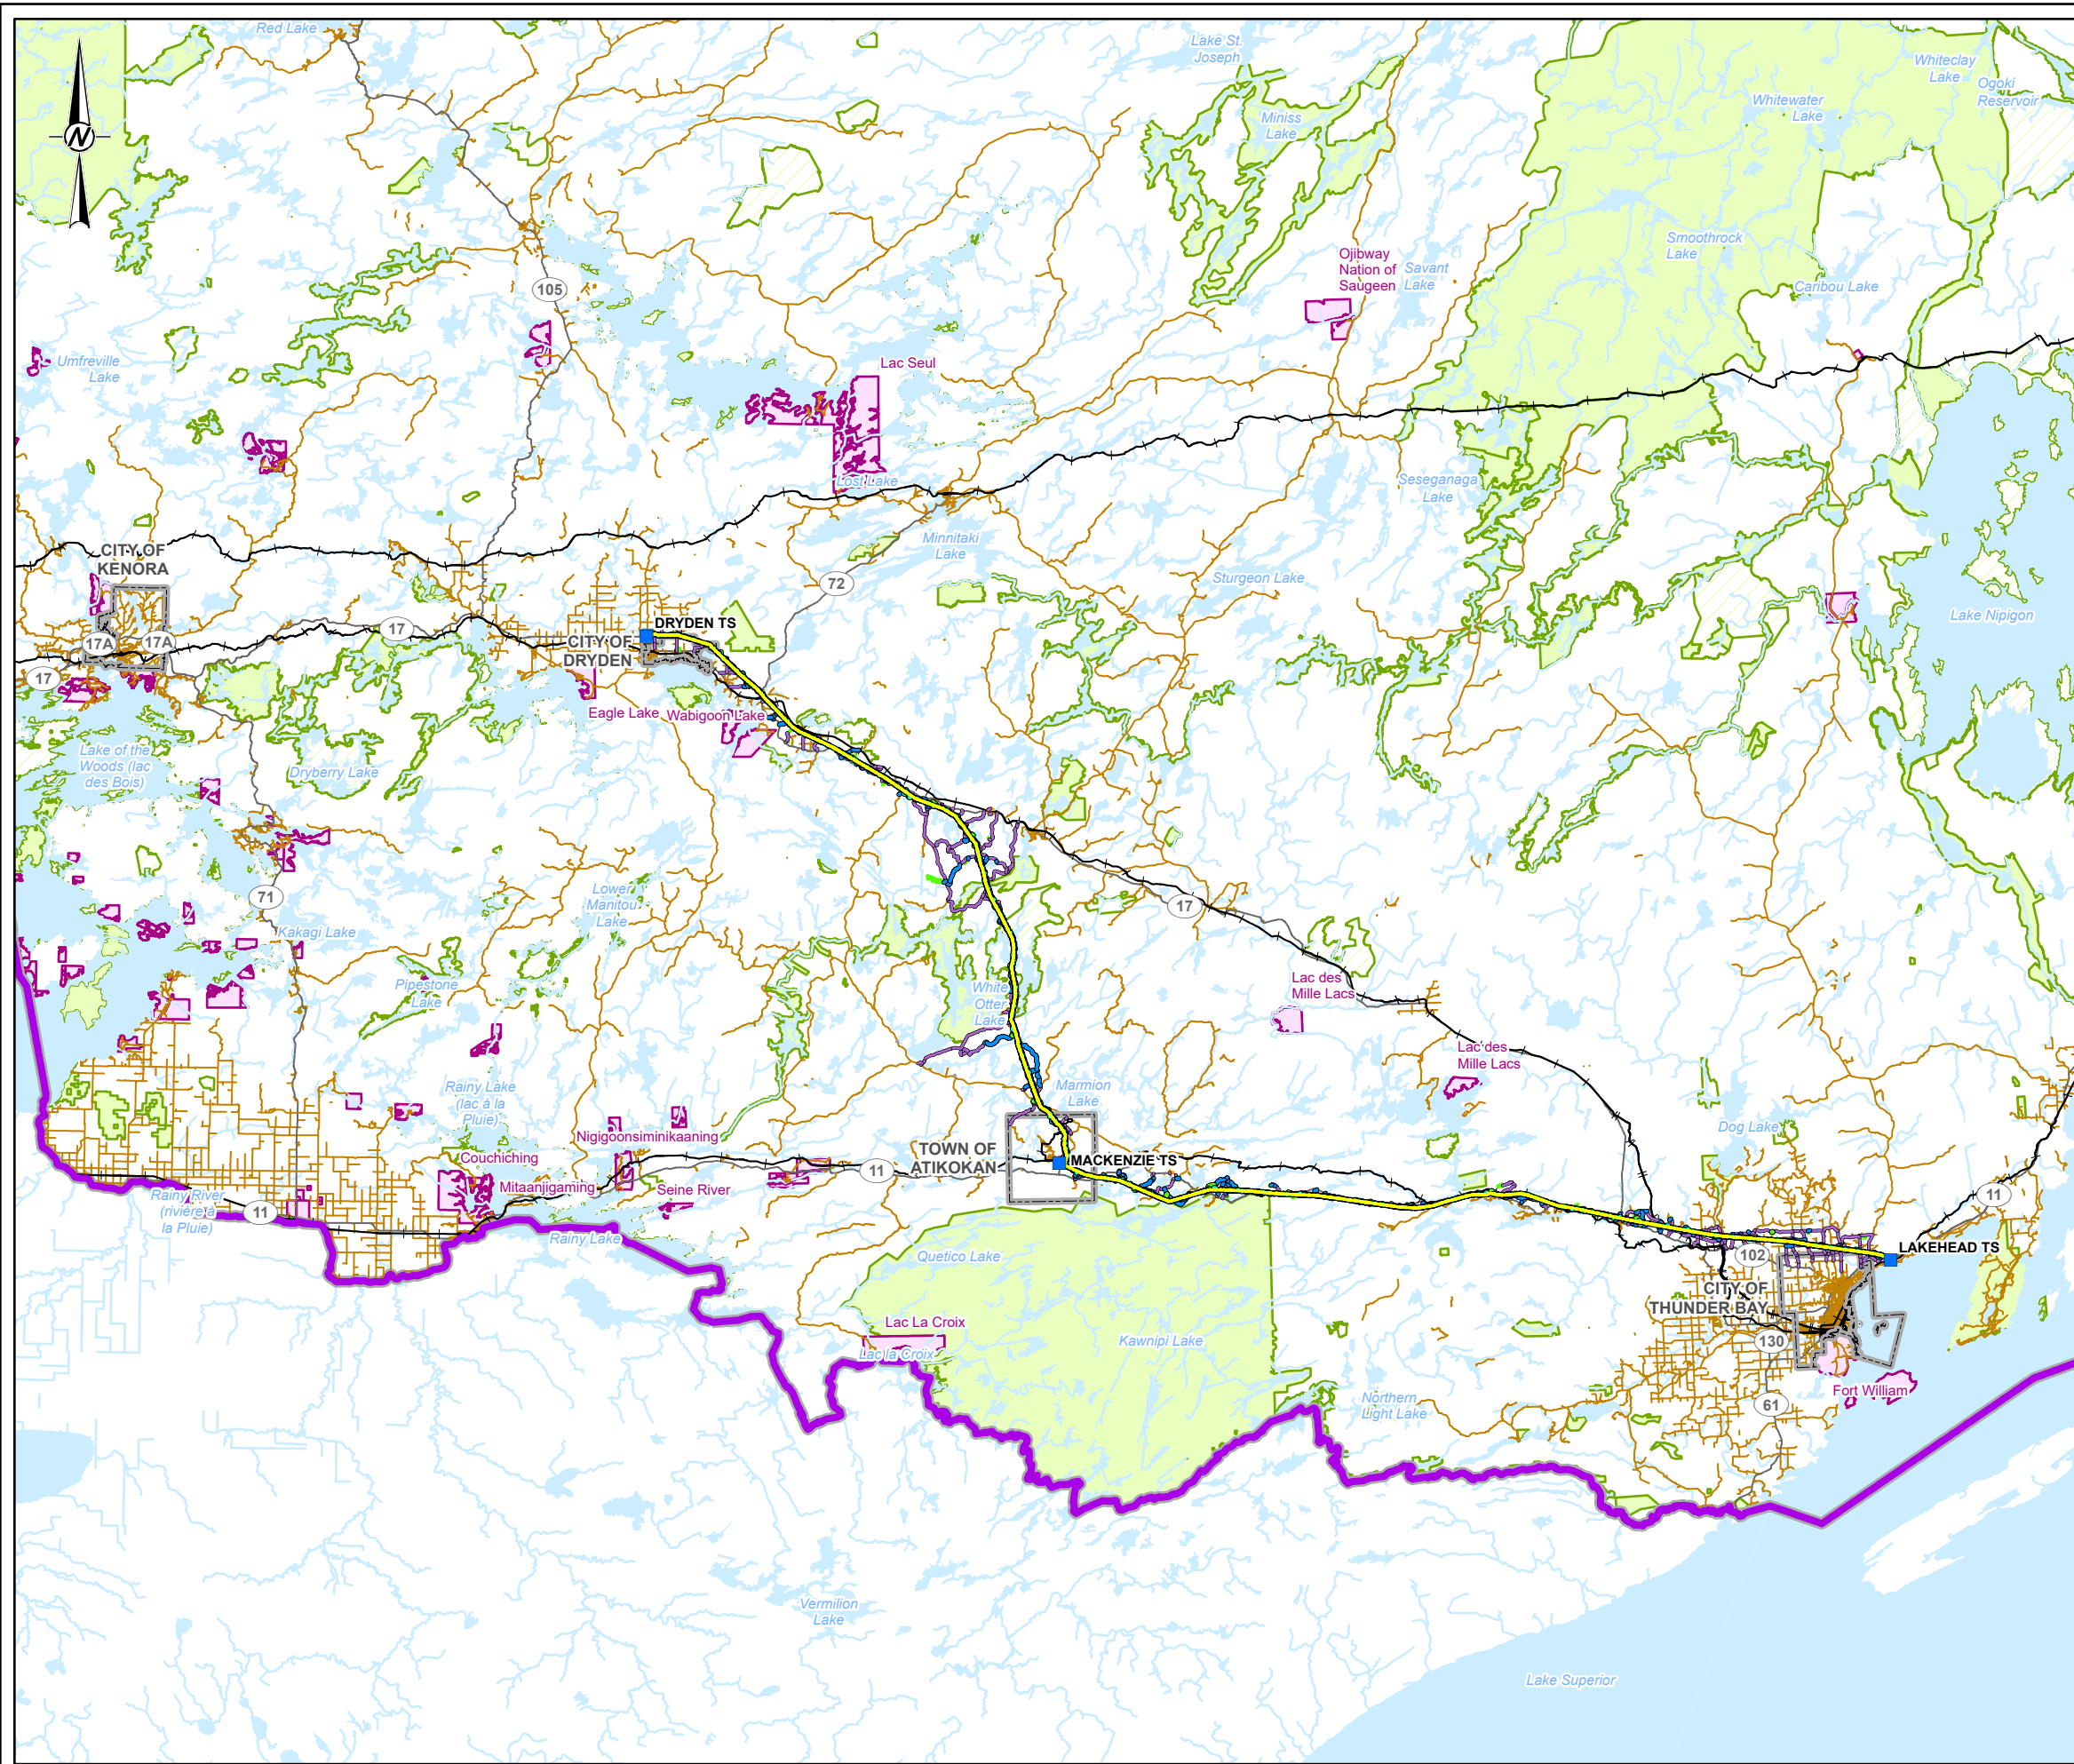 Red Lake
Lake St.
Joseph
Whiteclay
Lake
Ogoki
Reservoir
Whitewater
Lake
Miniss
Lake
N
Smoothrock
Lake
Ojibway
Nation of
Saugeen
Savant
Lake
Caribou Lake
105
Umfreville
Lake
Lac Seul
Lost Lake
Seseganaga
Lake
Minnitaki
Lake
CITY OF
KENORA
72
Sturgeon Lake
Lake Nipigon
17
17A
17A
17
DRYDEN TS
CITY OF
DRYDEN
Eagle Lake
Wabigoon Lake
Lake of the
Woods (lac
des Bois)
Dryberry Lake
71
Lower
Manitou
Lake
17
Kakagi Lake
Pipestone
Lake
White
Otter
Lake
Lac des
Mille Lacs
Lac des
Mille Lacs
Rainy Lake
(lac à la
Pluie)
Marmion
Lake
Dog Lake
Nigigoonsiminikaaning
Couchiching
Mitaanjigaming
Seine River
11
TOWN OF
ATIKOKAN
MACKENZIE TS
Rainy River
(rivière à
la Pluie)
11
Rainy Lake
Quetico Lake
11
102
LAKEHEAD TS
CITY OF
THUNDER BAY
130
Lac La Croix
Lac la Croix
Kawnipi Lake
Northern
Light Lake
Fort William
61
Vermilion
Lake
Lake Superior